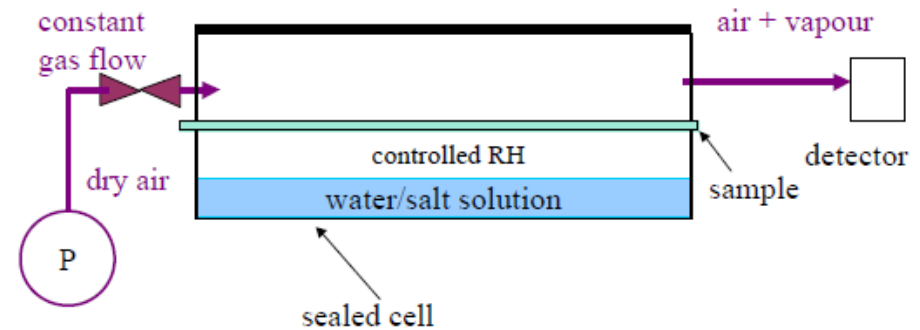 constant
gas flow
air + vapour
controlled RH
detector
dry air
sample
water/salt solution
P
sealed cell